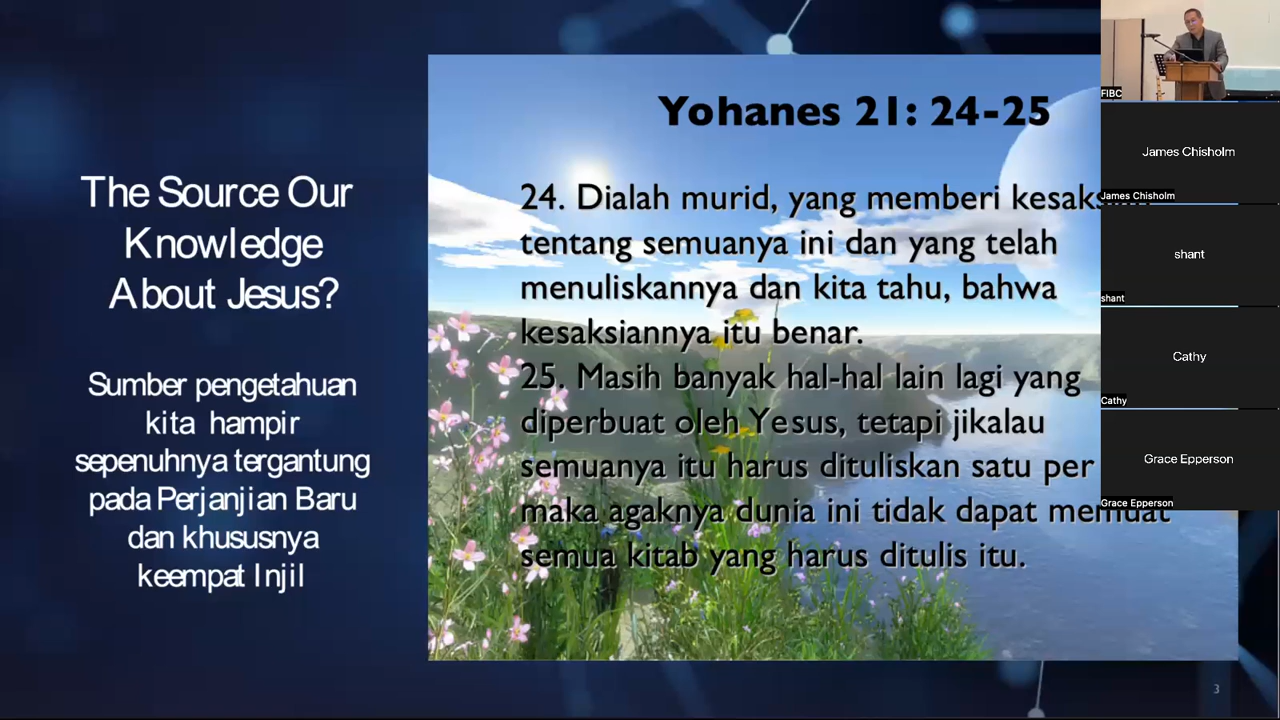 The Source Our
Knowledge
About Jesus?
Sumber pengetahuan
kita hampir
sepenuhnya tergantung
pada Perjanjian Baru
dan khususnya
keempat Injil
Yohanes 21: 24-25
24. Dialah murid, yang memberi
tentang semuanya ini dan yang telah
menuliskannya dan kita tahu, bahwa
kesaksiannya itu benar.
25. Masih banyak hal-hal lain lagi yang
diperbuat oleh Yesus, tetapi jikalau
semuanya itu harus dituliskan satu per
maka agaknya dunia ini tidak dapat memuat
semua kitab yang harus ditulis itu.
3
FIBC
James Chisholm
James Chisholm
shant
shant
Cathy
Cathy
Grace Epperson
Grace Epperson